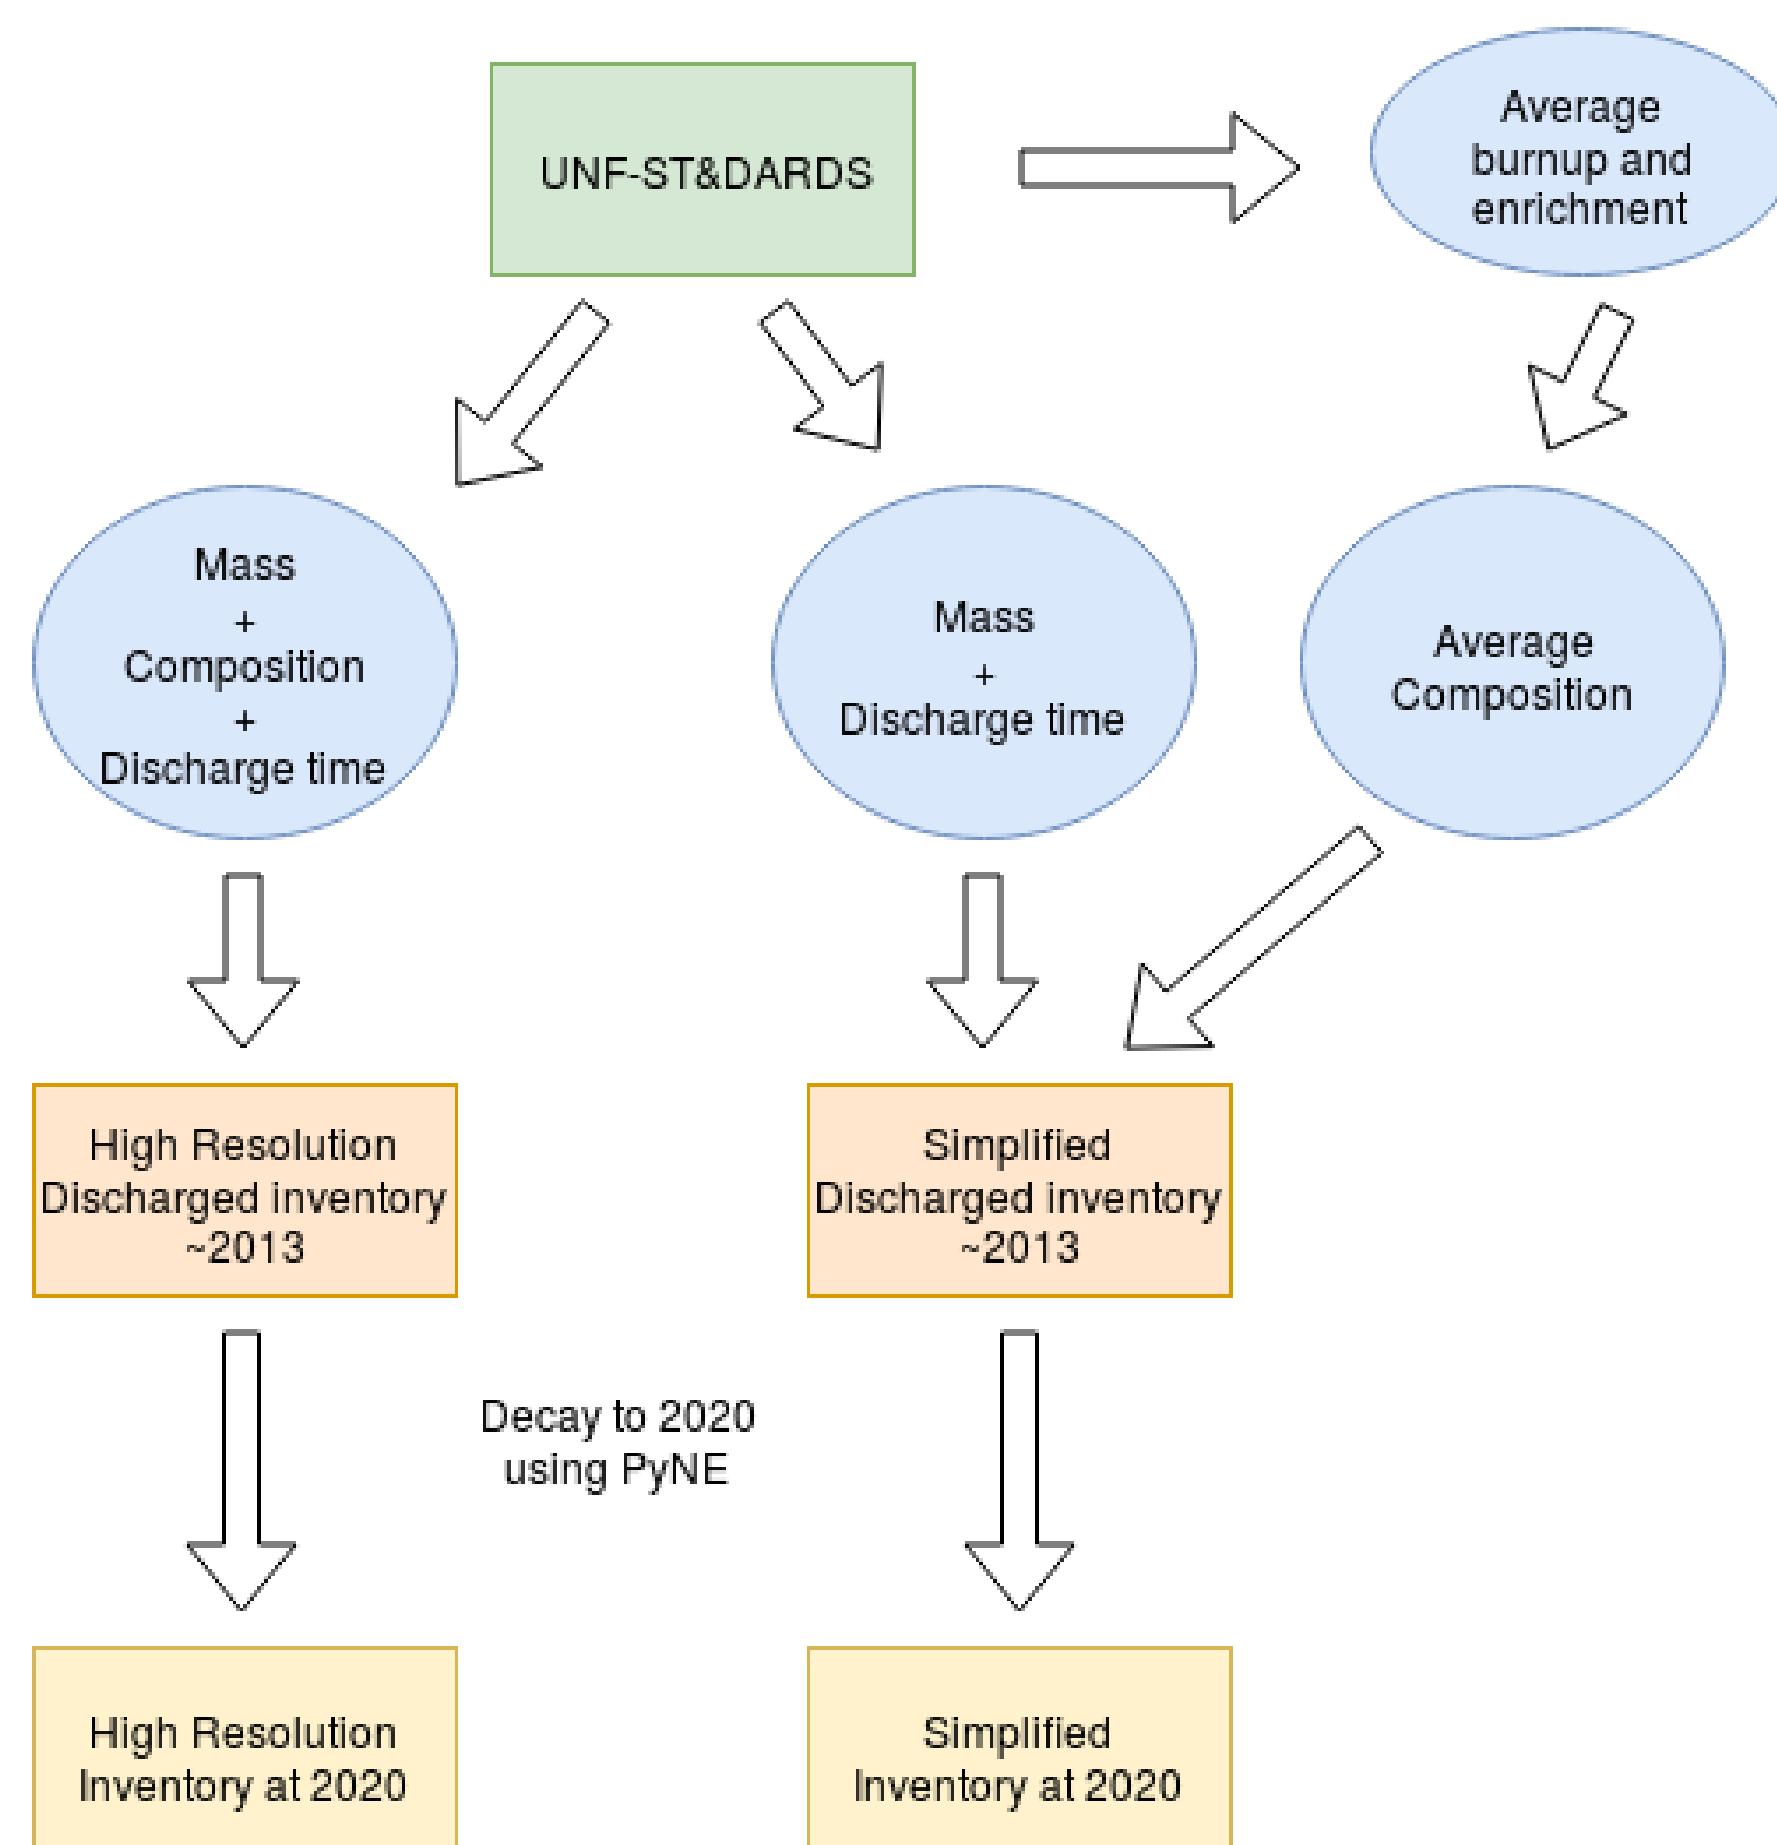 UNF-ST&DARDS
Average
burnup and
enrichment
Mass
+
Composition
+
Discharge time
Mass
+
Discharge time
Average
Composition
High Resolution
Discharged inventory
~2013
Simplified
Discharged inventory
~2013
Decay to 2020
using PyNE
High Resolution
Inventory at 2020
Simplified
Inventory at 2020